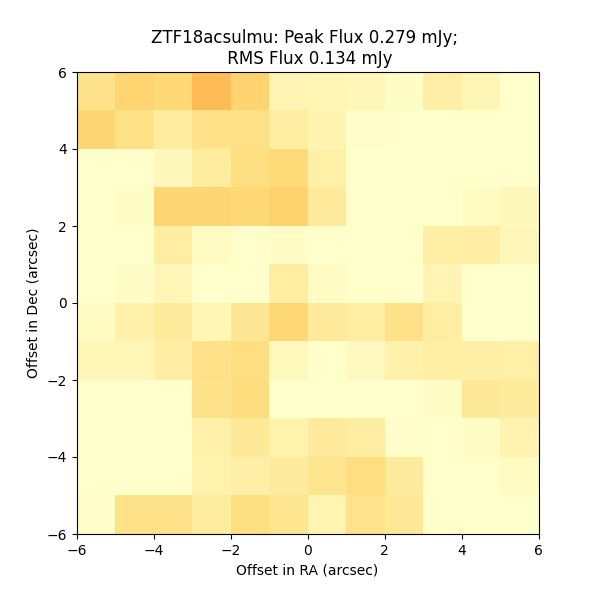 ZTF18acsulmu: Peak Flux 0.279 mJy;
RMS Flux 0.134 mJy
6
4
2
0
−2
−4
−6
Offset in Dec (arcsec)
−6 −4 −2 0 2 4 6
Offset in RA (arcsec)